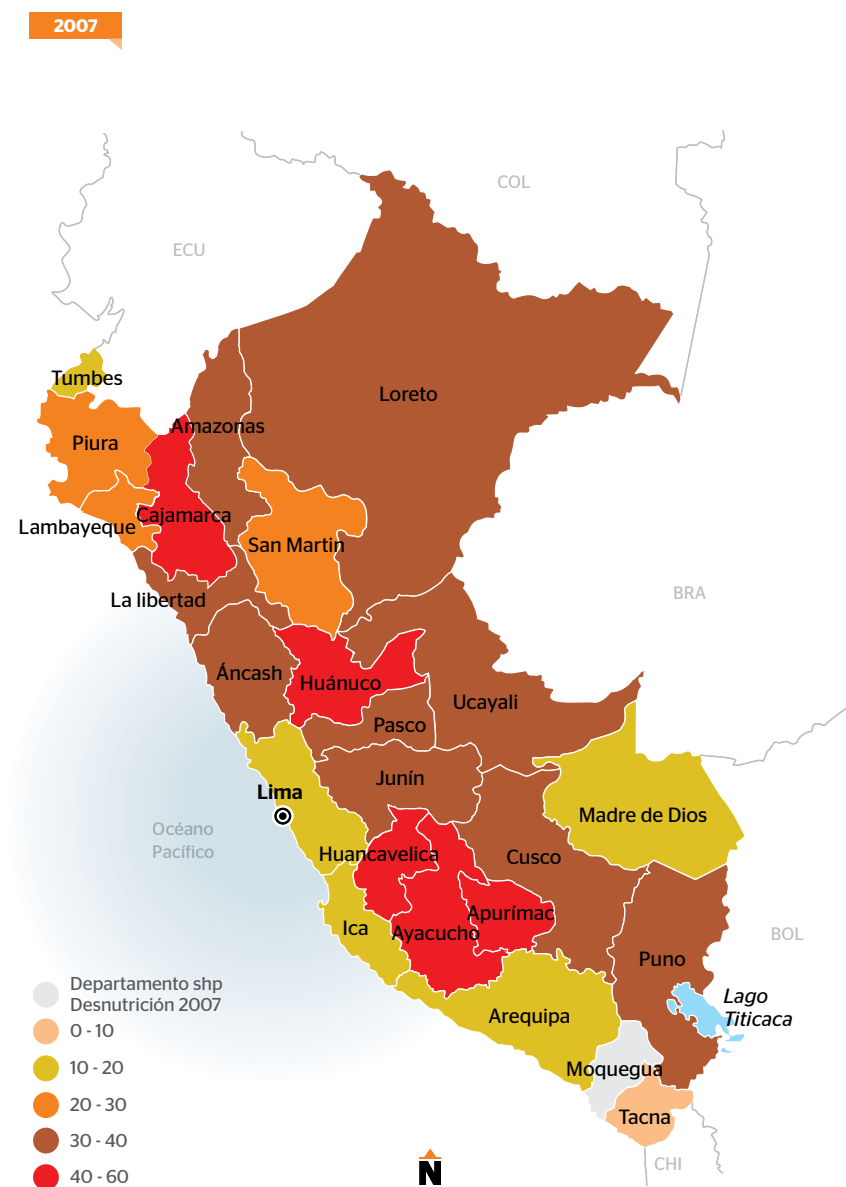 2007
COL
ECU
Tumbes
Loreto
Amazonas
Piura
Cajamarca
Lambayeque
San Martin
BRA
La libertad
Áncash
Huánuco
Ucayali
Pasco
Junín
Lima
Madre de Dios
Océano
Pacífico
Huancavelica
Cusco
Apurímac
Ica
Ayacucho
BOL
Puno
Departamento shp
Desnutrición 2007
Lago
Titicaca
Arequipa
0 - 10
10 - 20
Moquegua
20 - 30
Tacna
30 - 40
CHI
40 - 60
N